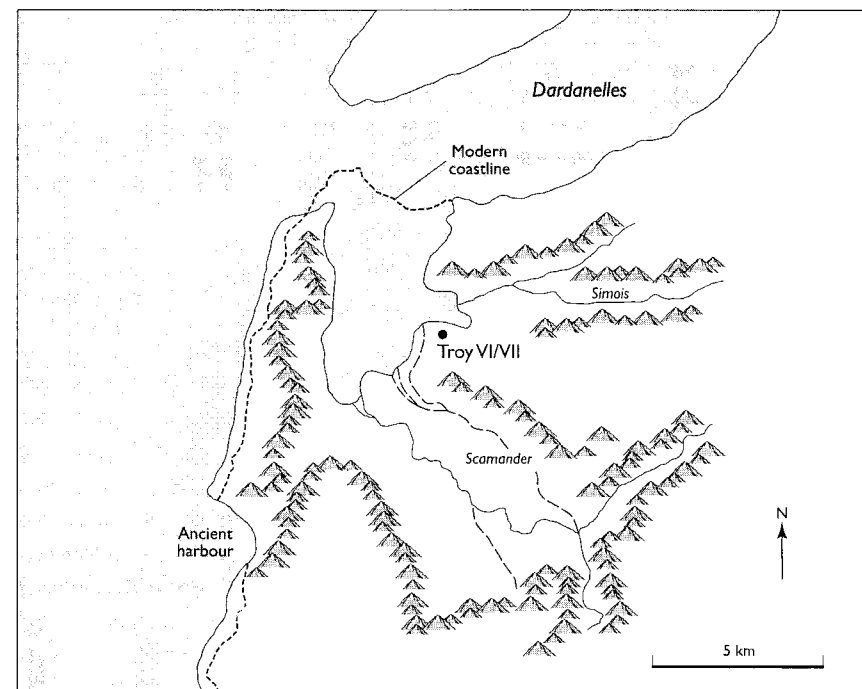 Dardanelles
Modern
coastline
Simois
Troy VI/VII
Scamander
Ancient
harbour
N
5 km